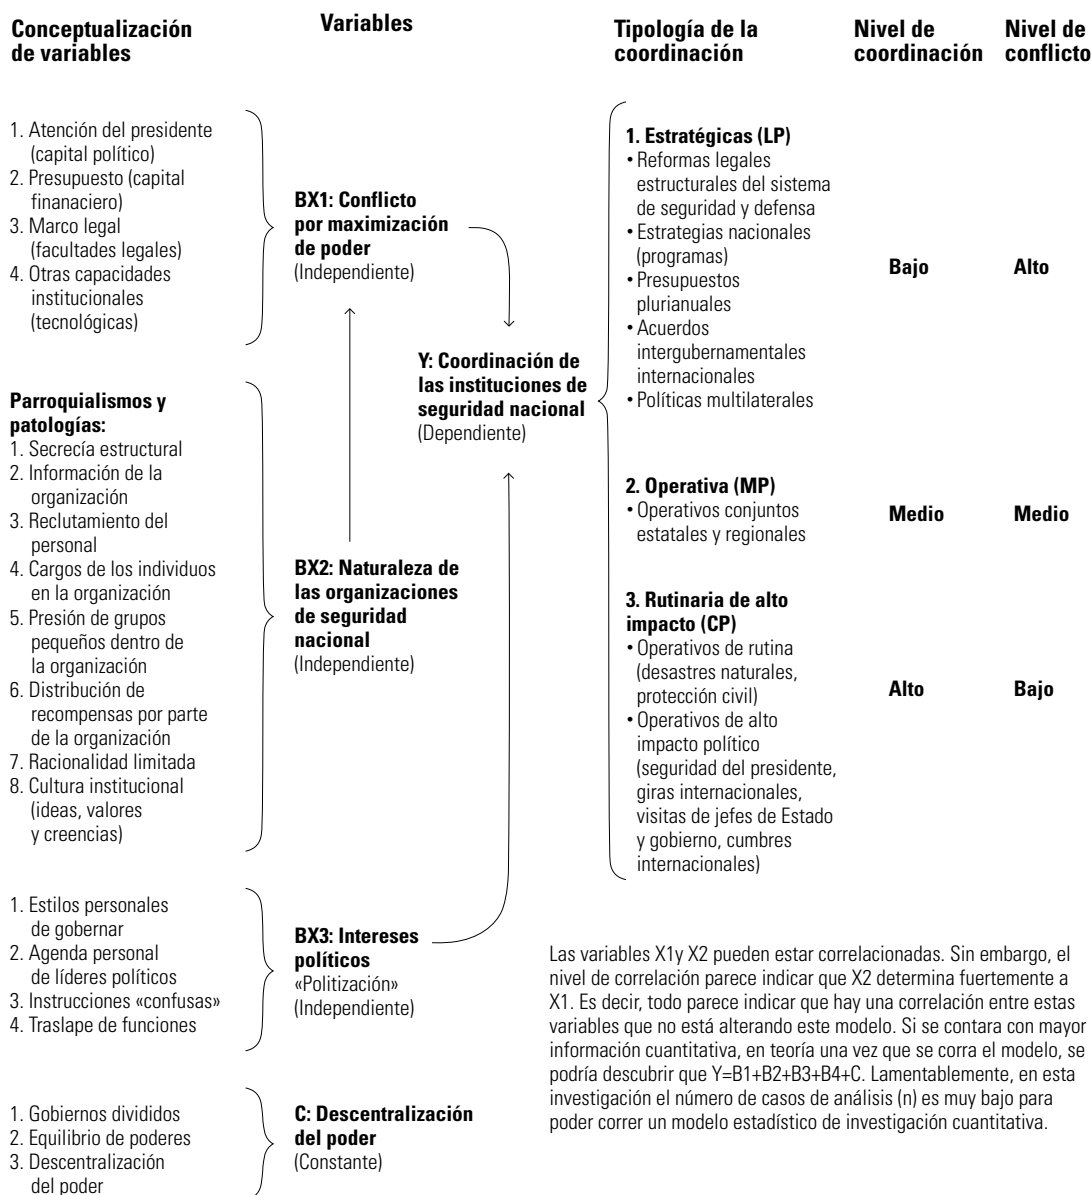 Conceptualización
de variables
Variables
Tipología de la
coordinación
Nivel de
coordinación
Nivel de
conflicto
1. Atención del presidente
(capital político)
2. Presupuesto (capital
finanaciero)
3. Marco legal
(facultades legales)
4. Otras capacidades
institucionales
(tecnológicas)
BX1: Conflicto
por maximización
de poder
(Independiente)
Parroquialismos y
patologías:
1. Secrecía estructural
2. Información de la
organización
3. Reclutamiento del
personal
4. Cargos de los individuos
en la organización
5. Presión de grupos
pequeños dentro de
la organización
6. Distribución de
recompensas por parte
de la organización
7. Racionalidad limitada
8. Cultura institucional
(ideas, valores
y creencias)
BX2: Naturaleza de
las organizaciones
de seguridad
nacional
(Independiente)
1. Estilos personales
de gobernar
2. Agenda personal
de líderes políticos
3. Instrucciones «confusas»
4. Traslape de funciones
BX3: Intereses
políticos
«Politización»
(Independiente)
1. Gobiernos divididos
2. Equilibrio de poderes
3. Descentralización
del poder
C: Descentralización
del poder
(Constante)
Y: Coordinación de
las instituciones de
seguridad nacional
(Dependiente)
1. Estratégicas (LP)
• Reformas legales
estructurales del sistema
de seguridad y defensa
• Estrategias nacionales
(programas)
• Presupuestos
plurianuales
• Acuerdos
intergubernamentales
internacionales
• Políticas multilaterales
Bajo
Alto
2. Operativa (MP)
• Operativos conjuntos
estatales y regionales
Medio
Medio
3. Rutinaria de alto
impacto (CP)
• Operativos de rutina
(desastres naturales,
protección civil)
• Operativos de alto
impacto político
(seguridad del presidente,
giras internacionales,
visitas de jefes de Estado
y gobierno, cumbres
internacionales)
Alto
Bajo
Las variables X1y X2 pueden estar correlacionadas. Sin embargo, el
nivel de correlación parece indicar que X2 determina fuertemente a
X1. Es decir, todo parece indicar que hay una correlación entre estas
variables que no está alterando este modelo. Si se contara con mayor
información cuantitativa, en teoría una vez que se corra el modelo, se
podría descubrir que Y=B1+B2+B3+B4+C. Lamentablemente, en esta
investigación el número de casos de análisis (n) es muy bajo para
poder correr un modelo estadístico de investigación cuantitativa.